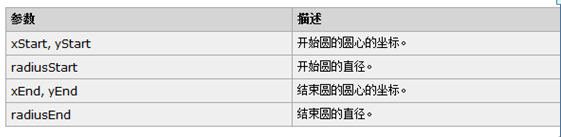 参数 描述
xStart, yStart 开始圆的圆心的坐标。
radiusStart 开始圆的直径。
xEnd, yEnd 结束圆的圆心的坐标。
radiusEnd 结束圆的直径。